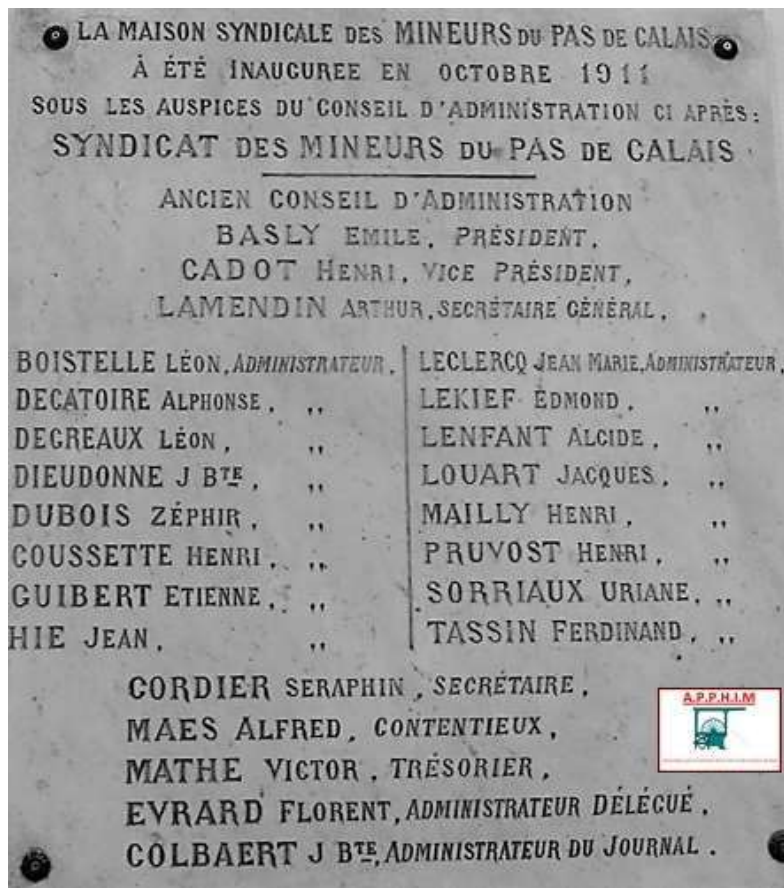 LA MAISON SYNDICALE DES MINEURS DU PAS DE CALAIS
À ÉTÉ INAUGUREE EN OCTOBRE 1911
SOUS LES AUSPICES DU CONSEIL D'ADMINISTRATION CI APRÈS:
SYNDICAT DES MINEURS DU PAS DE CALAIS
ANCIEN CONSEIL D'ADMINISTRATION
BASLY EMILE, PRÉSIDENT,
CADOT HENRI, VICE PRÉSIDENT,
LAMENDIN ARTHUR, SECRÉTAIRE GÉNÉRAL,
BOISTELLE LÉON, ADMINISTRATEUR,
DECATOIRE ALPHONSE, ,,
DEGREAUX LÉON, ,,
DIEUDONNE J BTE, ,,
DUBOIS ZÉPHIR, ,,
COUSSETTE HENRI, ,,
GUIBERT ETIENNE, ,,
HIE JEAN, ,,
LECLERCQ JEAN MARIE, ADMINISTRATEUR,
LEKIEF EDMOND, ,,
LENFANT ALCIDE, ,,
LOUART JACQUES, ,,
MAILLY HENRI, ,,
PRUVOST HENRI, ,,
SORRIAUX URIANE, ,,
TASSIN FERDINAND, ,,
CORDIER SERAPHIN, SECRÉTAIRE,
MAES ALFRED, CONTENTIEUX,
MATHE VICTOR, TRÉSORIER,
EVRARD FLORENT, ADMINISTRATEUR DÉLÉGUÉ,
COLBAERT J BTE, ADMINISTRATEUR DU JOURNAL.
A.P.P.H.I.M